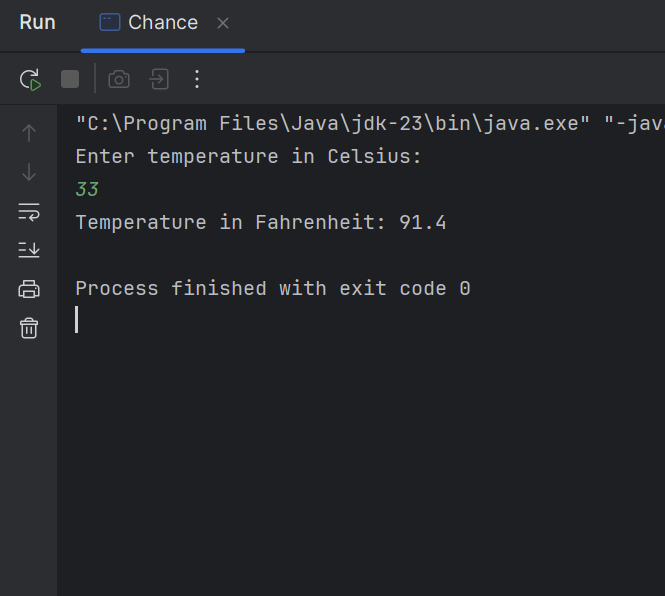 Run
Chance
"C:\Program Files\Java\jdk-23\bin\java.exe" "-java
Enter temperature in Celsius:
33
Temperature in Fahrenheit: 91.4
Process finished with exit code 0